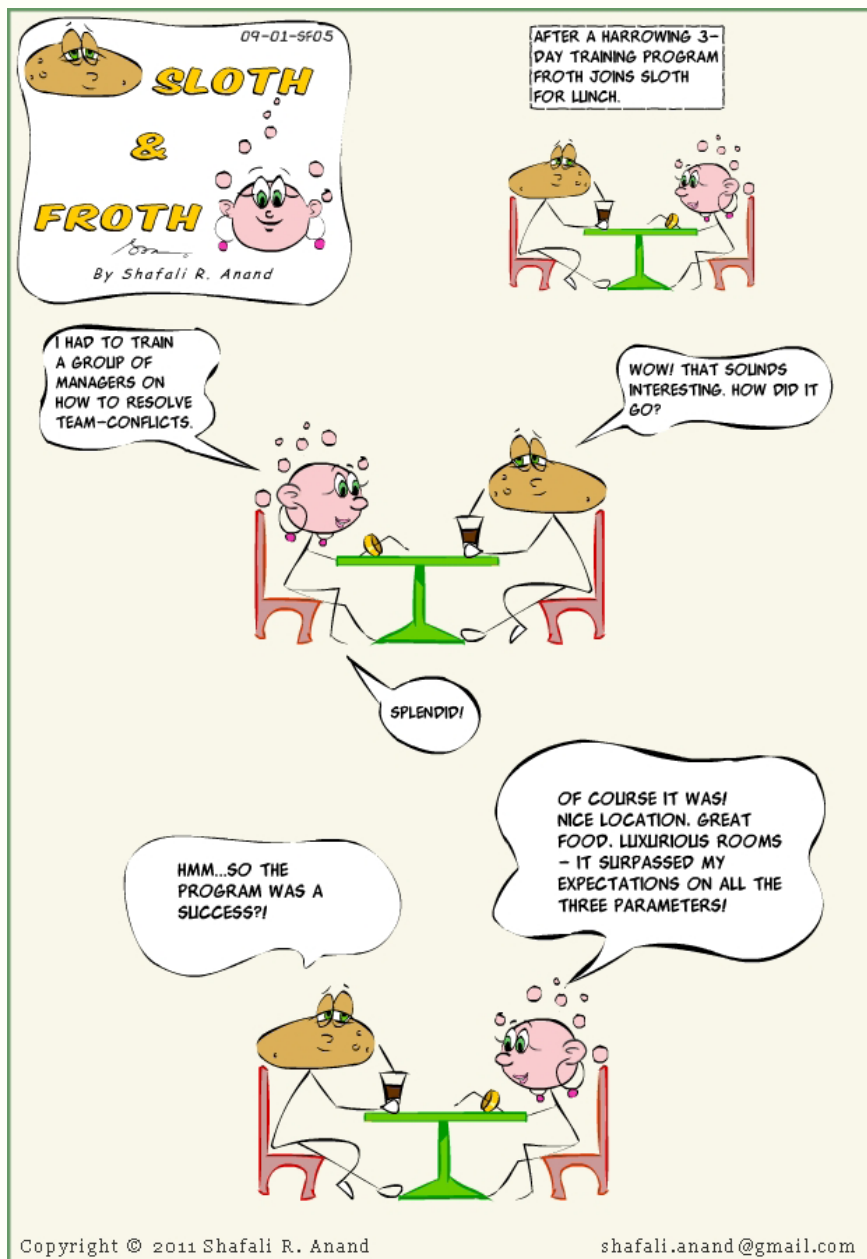 09-01-SF05
SLOTH
&
FROTH
By Shafali R. Anand
AFTER A HARROWING 3-
DAY TRAINING PROGRAM
FROTH JOINS SLOTH
FOR LUNCH.
I HAD TO TRAIN
A GROUP OF
MANAGERS ON
HOW TO RESOLVE
TEAM-CONFLICTS.
WOW! THAT SOUNDS
INTERESTING. HOW DID IT
GO?
SPLENDID!
HMM...SO THE
PROGRAM WAS A
SUCCESS?!
OF COURSE IT WAS!
NICE LOCATION. GREAT
FOOD. LUXURIOUS ROOMS
- IT SURPASSED MY
EXPECTATIONS ON ALL THE
THREE PARAMETERS!
Copyright © 2011 Shafali R. Anand
shafali.anand@gmail.com